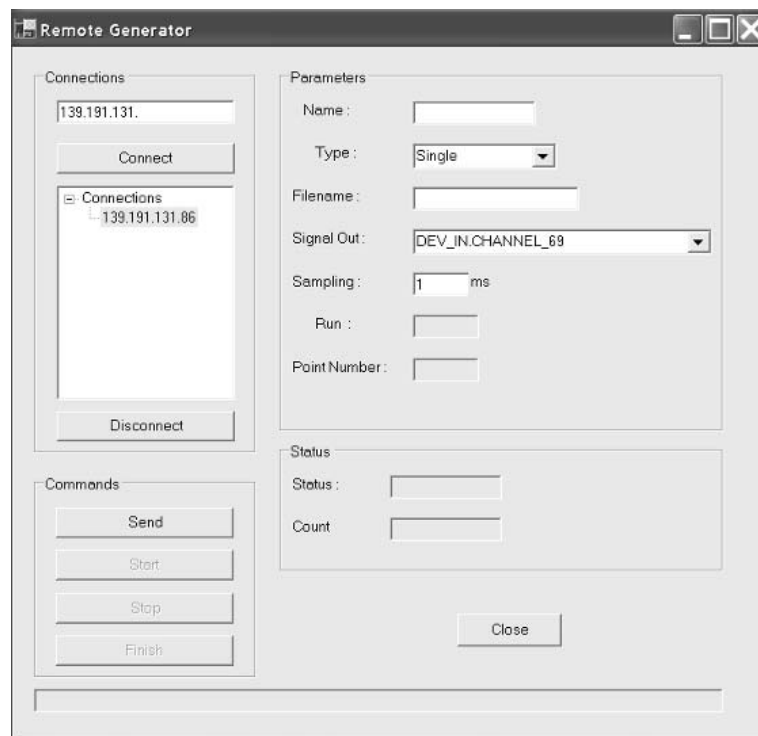 Remote Generator
Connections
139.191.131.
Connect
Connections
139.191.131.86
Disconnect
Commands
Send
Start
Stop
Finish
Parameters
Name :
Type : Single
Filename :
Signal Out : DEV_IN.CHANNEL_69
Sampling : 1 ms
Run :
Point Number :
Status
Status :
Count
Close